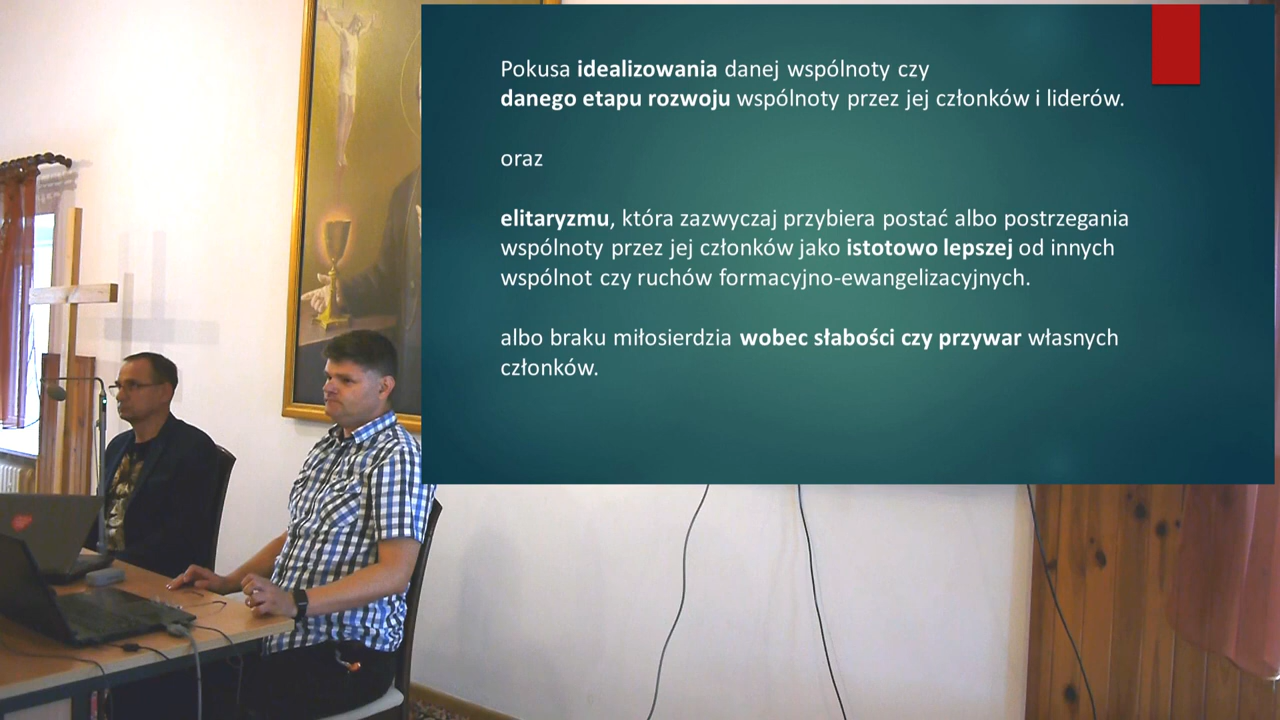 Pokusa idealizowania danej wspólnoty czy
danego etapu rozwoju wspólnoty przez jej członków i liderów.
oraz
elitaryzmu, która zazwyczaj przybiera postać albo postrzegania
wspólnoty przez jej członków jako istotowo lepszej od innych
wspólnot czy ruchów formacyjno-ewangelizacyjnych.
albo braku miłosierdzia wobec słabości czy przywar własnych
członków.